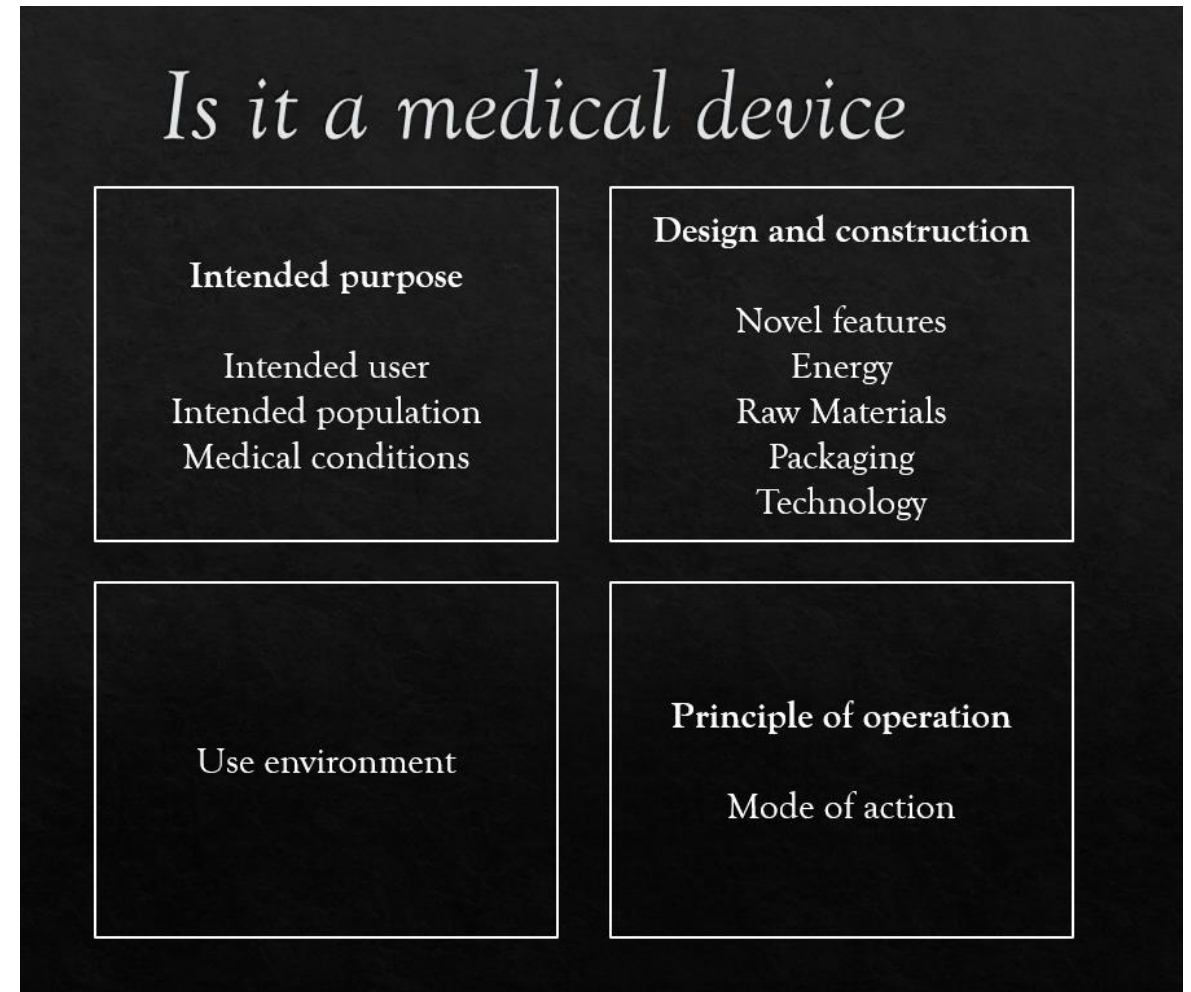 Is it a medical device
Intended purpose
Intended user
Intended population
Medical conditions
Design and construction
Novel features
Energy
Raw Materials
Packaging
Technology
Use environment
Principle of operation
Mode of action